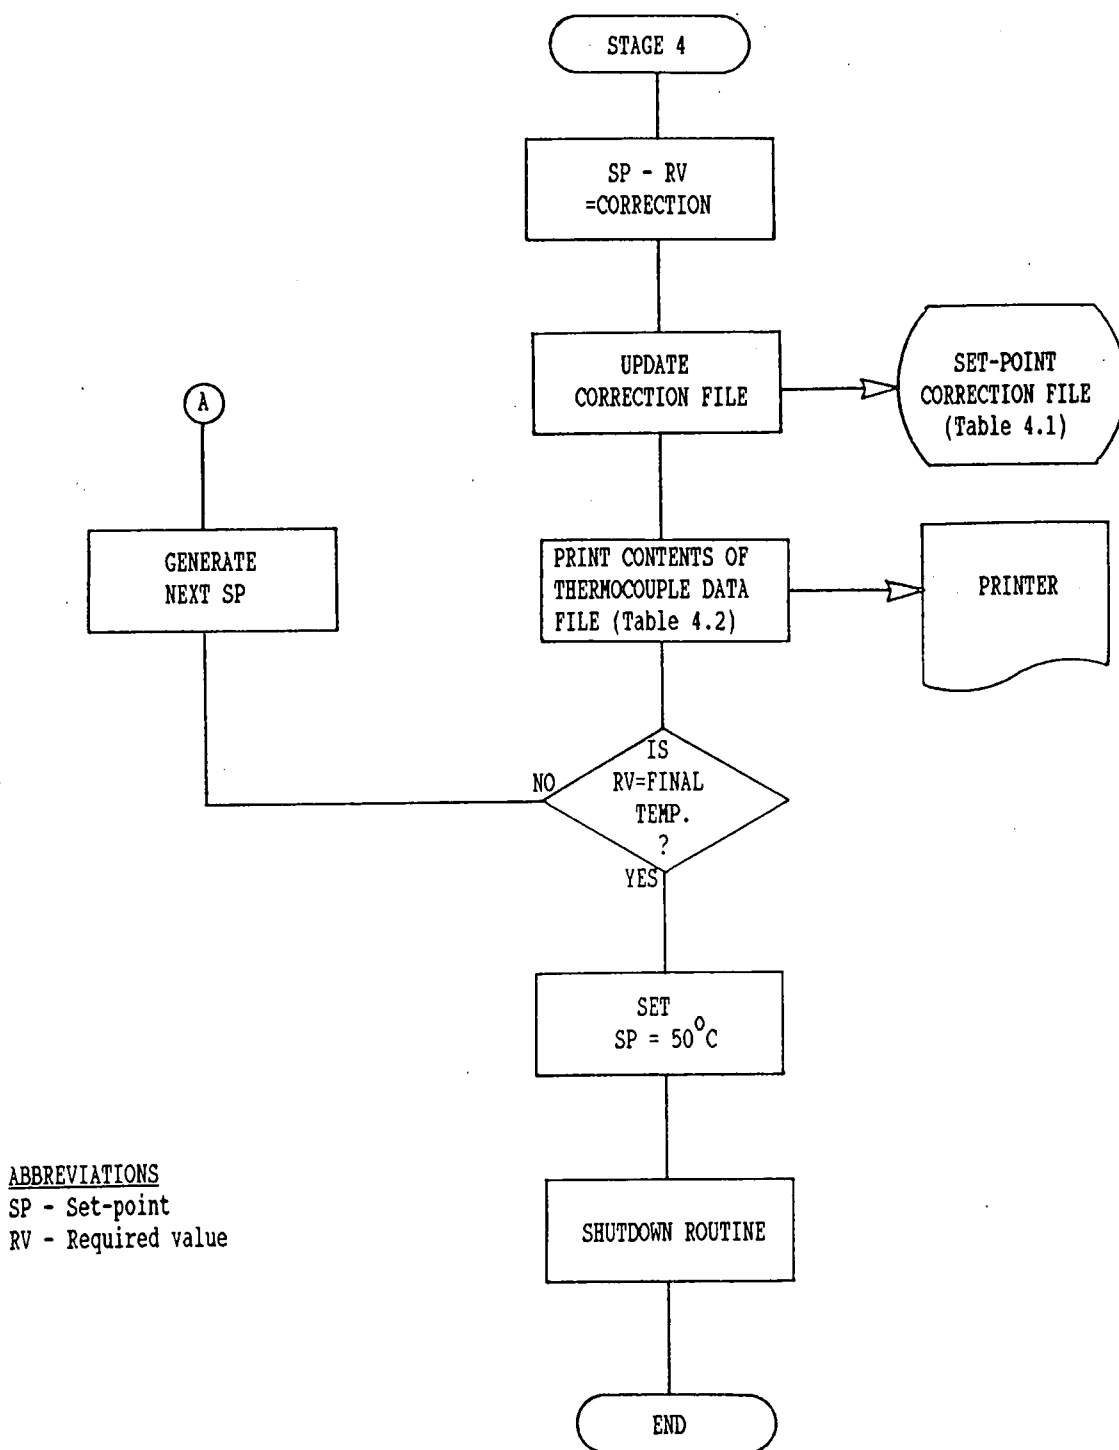 STAGE 4
SP - RV
=CORRECTION
UPDATE
CORRECTION FILE
SET-POINT
CORRECTION FILE
(Table 4.1)
A
GENERATE
NEXT SP
PRINT CONTENTS OF
THERMOCOUPLE DATA
FILE (Table 4.2)
PRINTER
IS
RV=FINAL
TEMP.
?
NO
YES
SET
SP = 50°C
SHUTDOWN ROUTINE
END
ABBREVIATIONS
SP - Set-point
RV - Required value